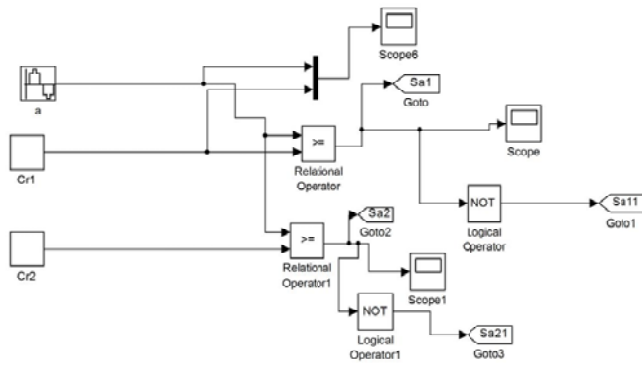 Scope6
Sa1
Goto
a
Scope
Cr1
>=
Relational
Operator
NOT
Logical
Operator
Sa11
Goto1
Sa2
Goto2
Cr2
>=
Relational
Operator1
Scope1
NOT
Logical
Operator1
Sa21
Goto3